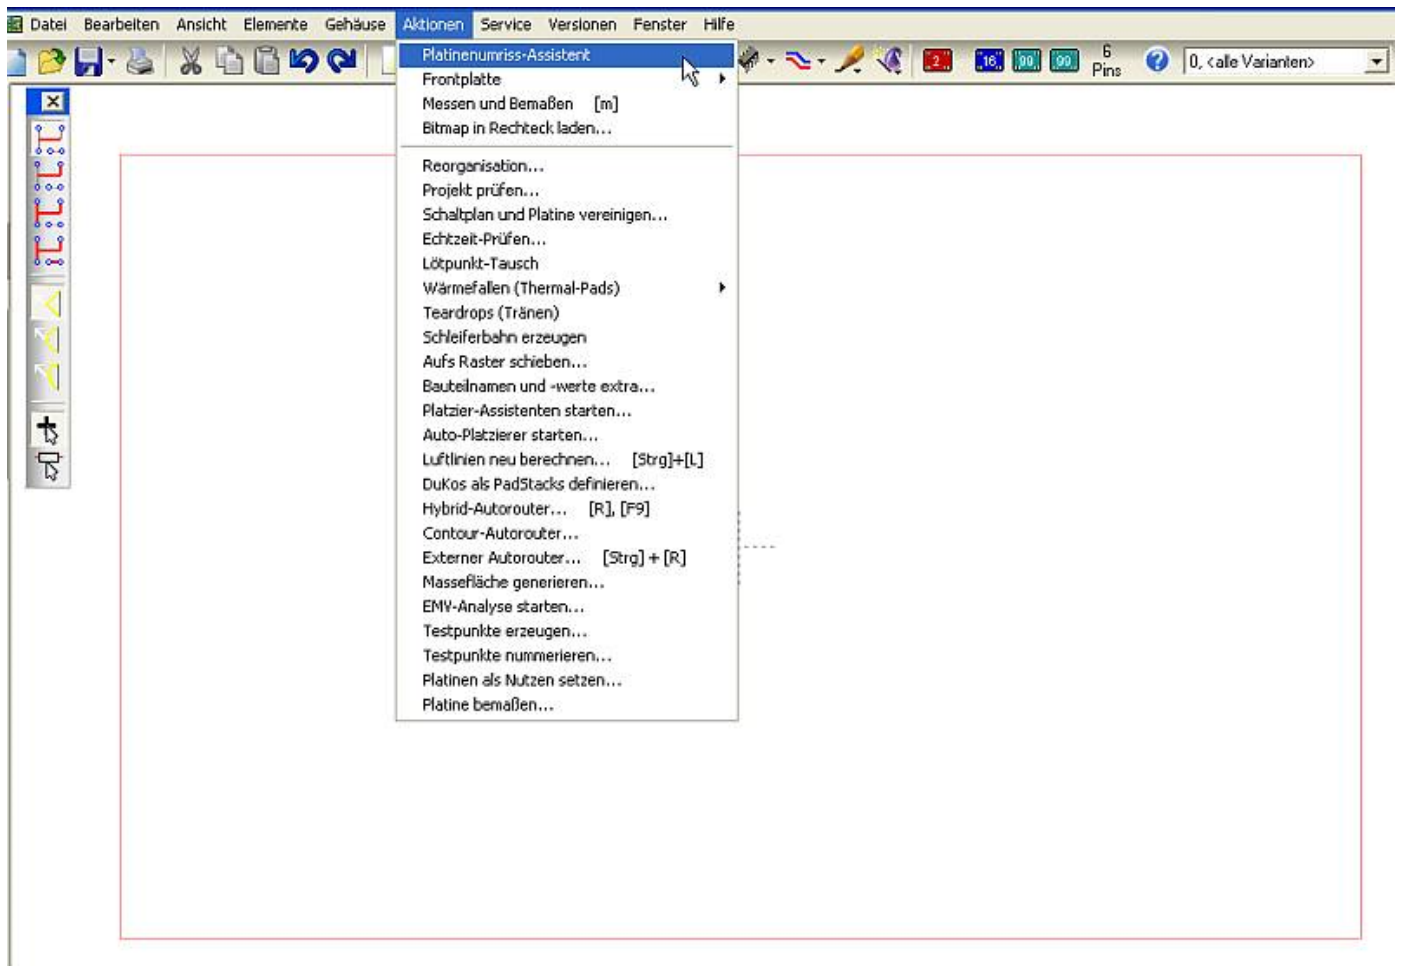 Datei Bearbeiten Ansicht Elemente Gehäuse Aktionen Service Versionen Fenster Hilfe
2 16 99 99 6 Pins 0, <alle Varianten>
Platinenumriss-Assistent
Frontplatte
Messen und Bemaßen [m]
Bitmap in Rechteck laden...
Reorganisation...
Projekt prüfen...
Schaltplan und Platine vereinigen...
Echtzeit-Prüfen...
Lötpunkt-Tausch
Wärmefallen (Thermal-Pads)
Teardrops (Tränen)
Schleiferbahn erzeugen
Aufs Raster schieben...
Bauteilnamen und -werte extra...
Platzier-Assistenten starten...
Auto-Platzierer starten...
Luftlinien neu berechnen... [Strg]+[L]
DuKos als PadStacks definieren...
Hybrid-Autorouter... [R], [F9]
Contour-Autorouter...
Externer Autorouter... [Strg] + [R]
Massefläche generieren...
EMV-Analyse starten...
Testpunkte erzeugen...
Testpunkte nummerieren...
Platinen als Nutzen setzen...
Platine bemaßen...